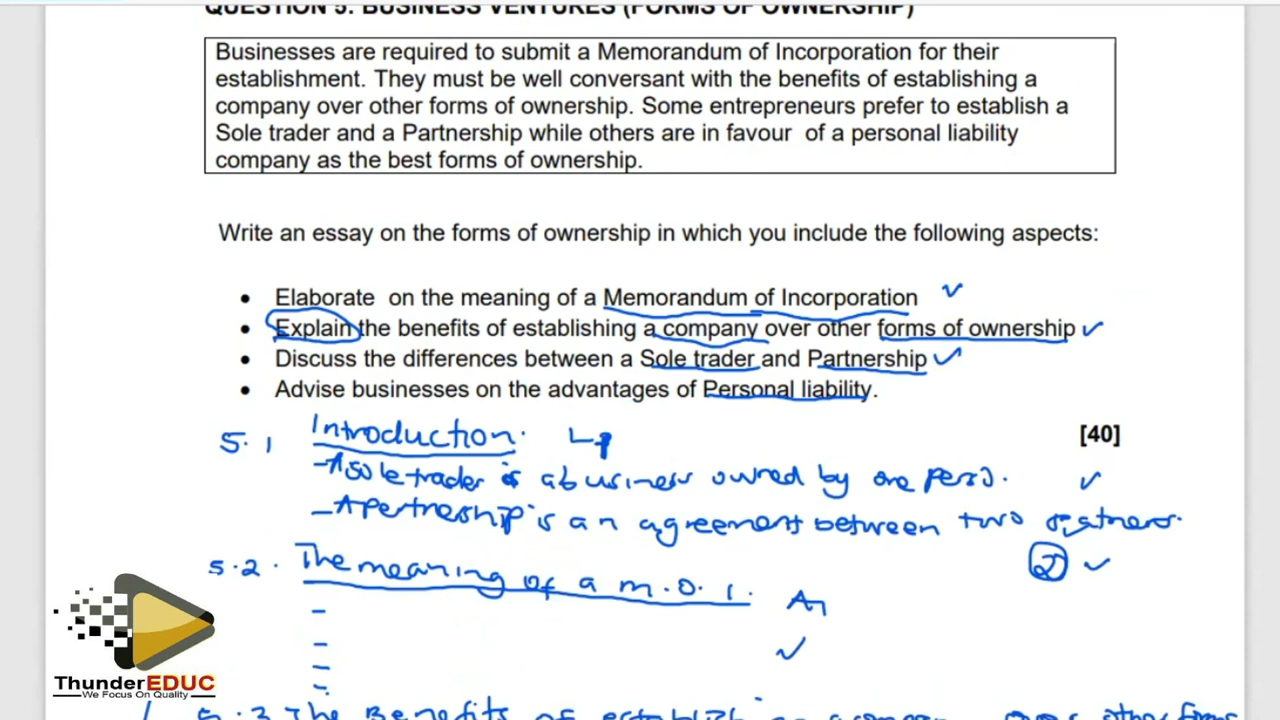 QUESTION 5: BUSINESS VENTURES (FORMS OF OWNERSHIP)
Businesses are required to submit a Memorandum of Incorporation for their
establishment. They must be well conversant with the benefits of establishing a
company over other forms of ownership. Some entrepreneurs prefer to establish a
Sole trader and a Partnership while others are in favour of a personal liability
company as the best forms of ownership.
Write an essay on the forms of ownership in which you include the following aspects:
• Elaborate on the meaning of a Memorandum of Incorporation
• Explain the benefits of establishing a company over other forms of ownership
• Discuss the differences between a Sole trader and Partnership
• Advise businesses on the advantages of Personal liability.
5.1 Introduction.
[40]
- A sole trader is a business owned by one
- A partnership is an agreement between two
2
5.2. The meaning of a M.O.I.
ThunderEDUC
We Focus On Quality
5.3 The Benefits of